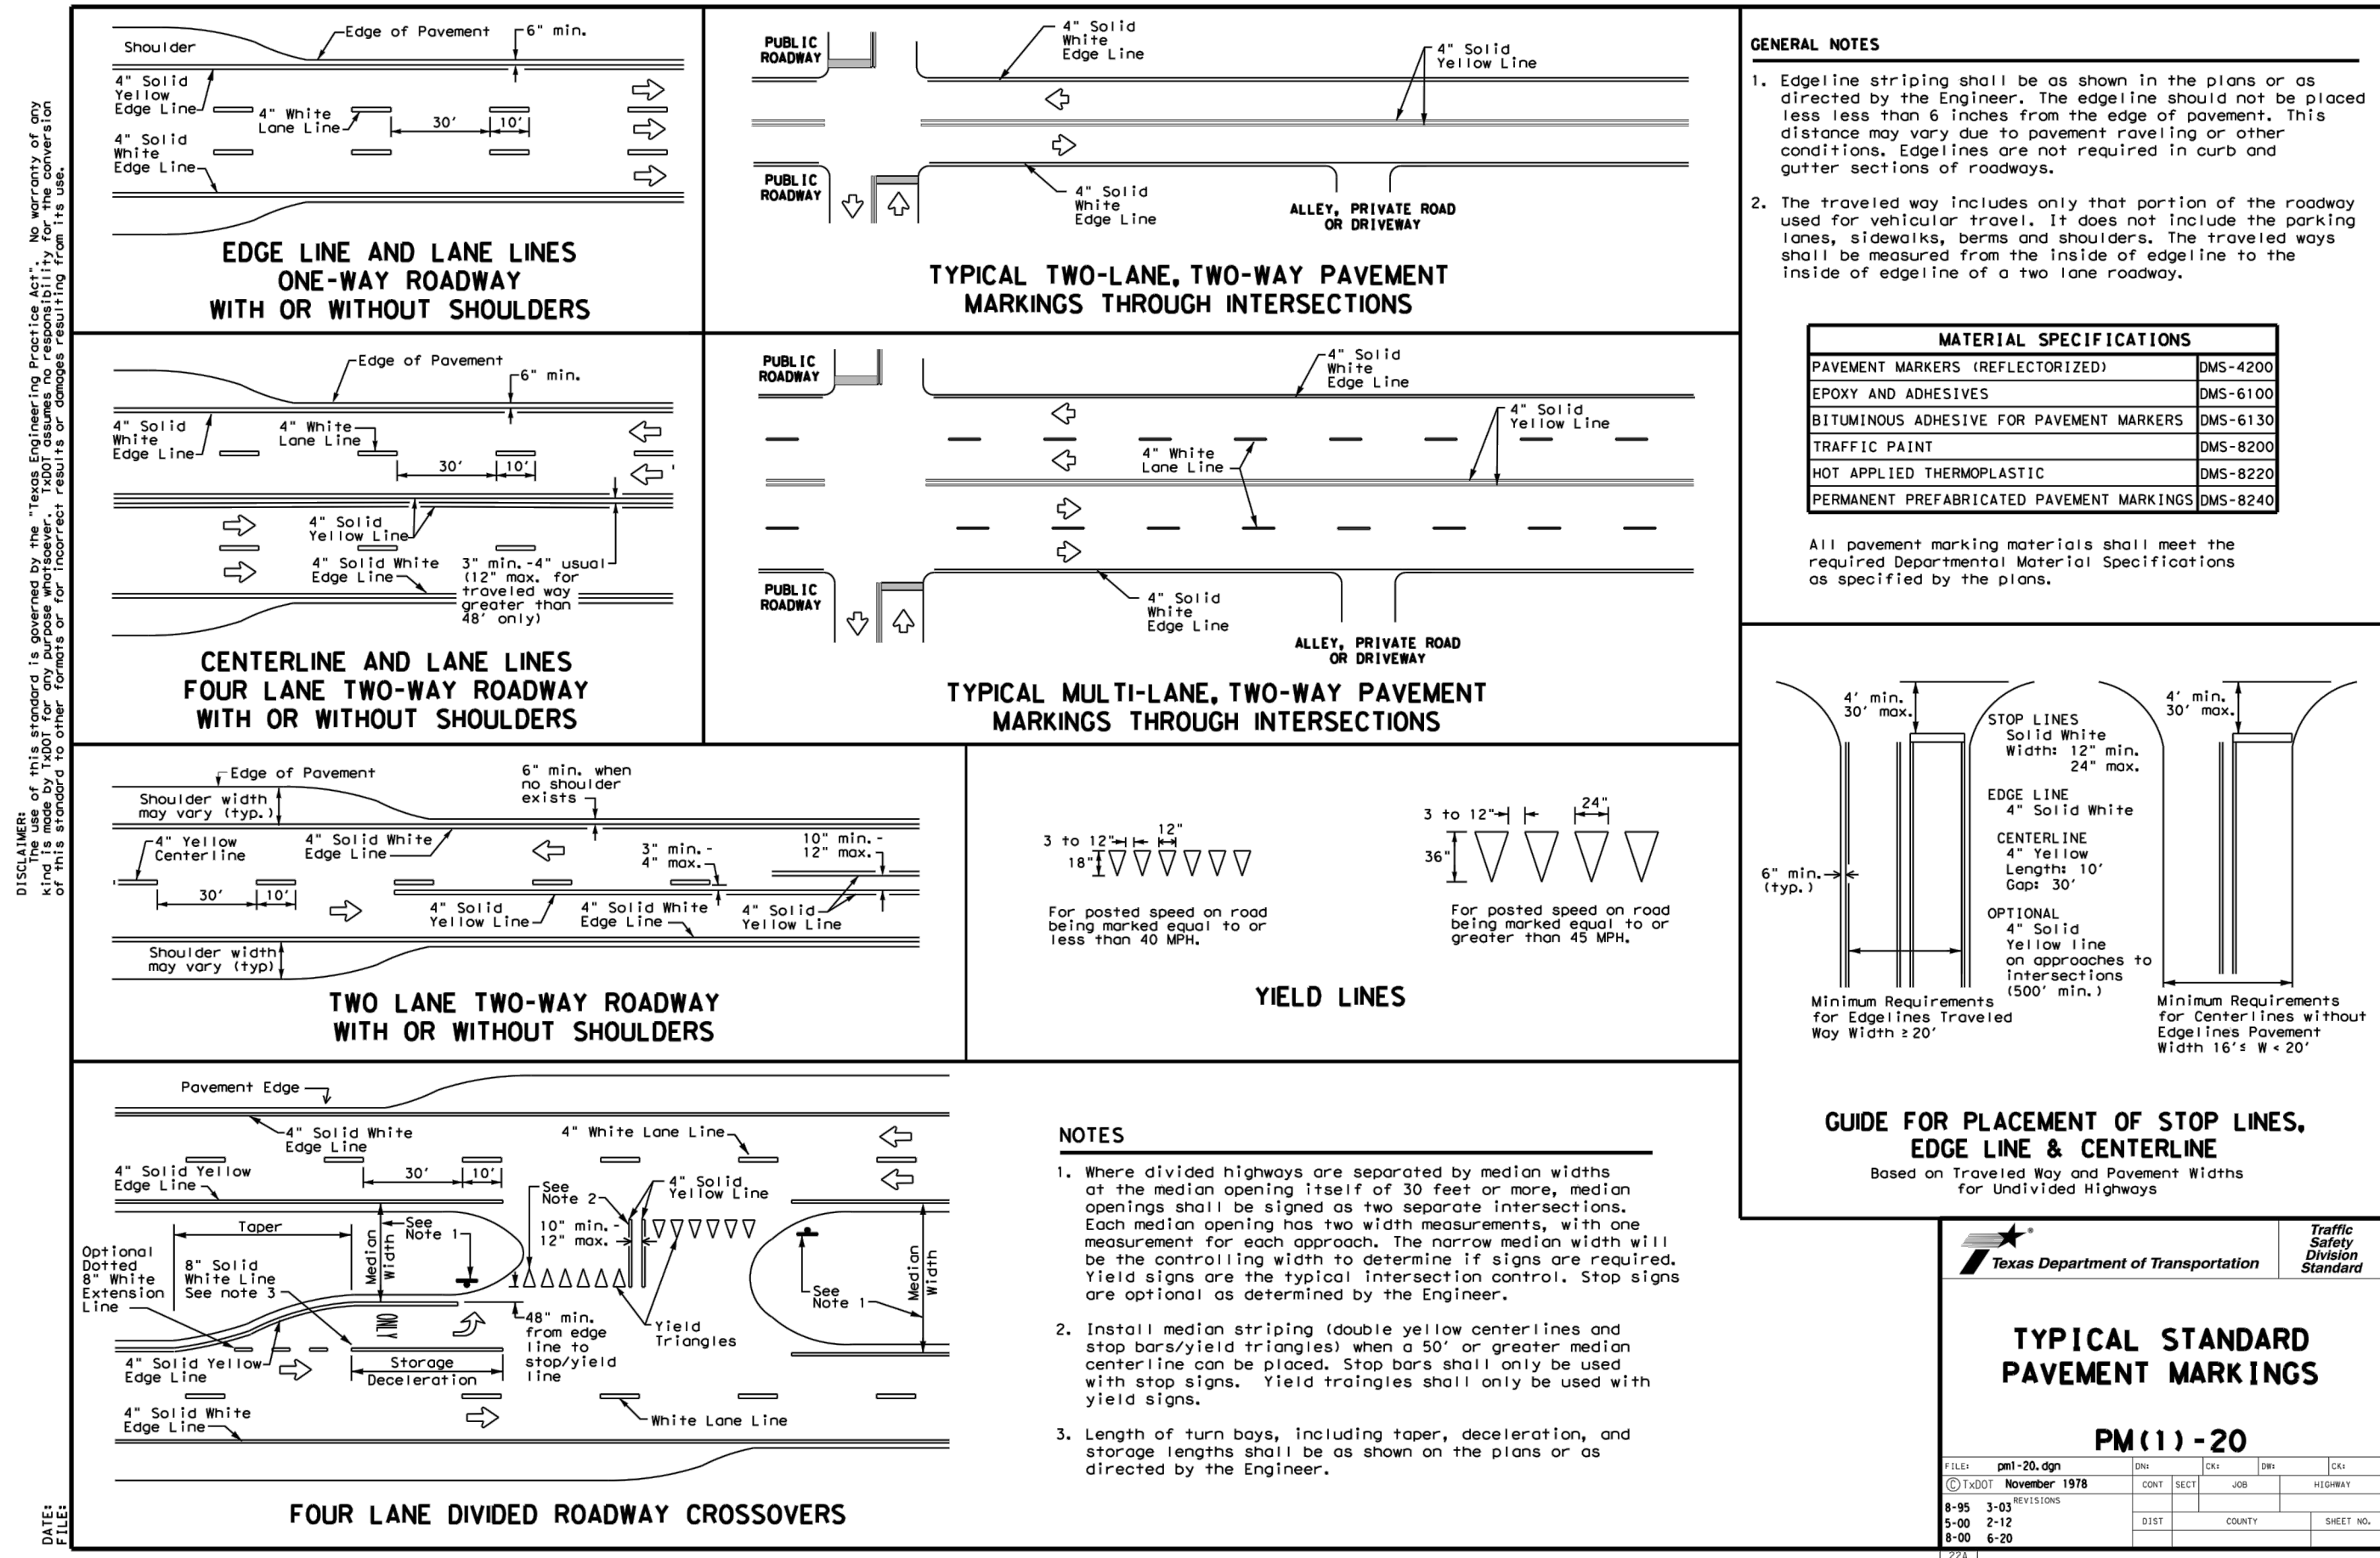 DISCLAIMER:
The use of this standard is governed by the "Texas Engineering Practice Act". No warranty of any
kind is made by TxDOT for any purpose whatsoever. TxDOT assumes no responsibility for the conversion
of this standard to other formats or for incorrect results or damages resulting from its use.
DATE:
FILE:
Shoulder
Edge of Pavement
6" min.
4" Solid
Yellow
Edge Line
4" White
Lane Line
30'
10'
4" Solid
White
Edge Line
EDGE LINE AND LANE LINES
ONE-WAY ROADWAY
WITH OR WITHOUT SHOULDERS
PUBLIC
ROADWAY
4" Solid
White
Edge Line
4" Solid
Yellow Line
PUBLIC
ROADWAY
4" Solid
White
Edge Line
ALLEY, PRIVATE ROAD
OR DRIVEWAY
TYPICAL TWO-LANE, TWO-WAY PAVEMENT
MARKINGS THROUGH INTERSECTIONS
Edge of Pavement
6" min.
4" Solid
White
Edge Line
4" White
Lane Line
30'
10'
4" Solid
Yellow Line
4" Solid White
Edge Line
3" min.-4" usual
(12" max. for
traveled way
greater than
48' only)
CENTERLINE AND LANE LINES
FOUR LANE TWO-WAY ROADWAY
WITH OR WITHOUT SHOULDERS
PUBLIC
ROADWAY
4" Solid
White
Edge Line
4" Solid
Yellow Line
4" White
Lane Line
PUBLIC
ROADWAY
4" Solid
White
Edge Line
ALLEY, PRIVATE ROAD
OR DRIVEWAY
TYPICAL MULTI-LANE, TWO-WAY PAVEMENT
MARKINGS THROUGH INTERSECTIONS
Edge of Pavement
Shoulder width
may vary (typ.)
6" min. when
no shoulder
exists
4" Yellow
Centerline
4" Solid White
Edge Line
3" min.-
4" max.
10" min.-
12" max.
30'
10'
4" Solid
Yellow Line
4" Solid White
Edge Line
4" Solid
Yellow Line
Shoulder width
may vary (typ)
TWO LANE TWO-WAY ROADWAY
WITH OR WITHOUT SHOULDERS
3 to 12"
12"
18"
For posted speed on road
being marked equal to or
less than 40 MPH.
3 to 12"
24"
36"
For posted speed on road
being marked equal to or
greater than 45 MPH.
YIELD LINES
Pavement Edge
4" Solid White
Edge Line
4" White Lane Line
4" Solid Yellow
Edge Line
30'
10'
See
Note 2
4" Solid
Yellow Line
Taper
Median
Width
See
Note 1
10" min.-
12" max.
Optional
Dotted
8" White
Extension
Line
8" Solid
White Line
See note 3
ONLY
48" min.
from edge
line to
stop/yield
line
Yield
Triangles
See
Note 1
Median
Width
4" Solid Yellow
Edge Line
Storage
Deceleration
4" Solid White
Edge Line
White Lane Line
FOUR LANE DIVIDED ROADWAY CROSSOVERS
NOTES
1. Where divided highways are separated by median widths
at the median opening itself of 30 feet or more, median
openings shall be signed as two separate intersections.
Each median opening has two width measurements, with one
measurement for each approach. The narrow median width will
be the controlling width to determine if signs are required.
Yield signs are the typical intersection control. Stop signs
are optional as determined by the Engineer.
2. Install median striping (double yellow centerlines and
stop bars/yield triangles) when a 50' or greater median
centerline can be placed. Stop bars shall only be used
with stop signs. Yield traingles shall only be used with
yield signs.
3. Length of turn bays, including taper, deceleration, and
storage lengths shall be as shown on the plans or as
directed by the Engineer.
GENERAL NOTES
1. Edgeline striping shall be as shown in the plans or as
directed by the Engineer. The edgeline should not be placed
less less than 6 inches from the edge of pavement. This
distance may vary due to pavement raveling or other
conditions. Edgelines are not required in curb and
gutter sections of roadways.
2. The traveled way includes only that portion of the roadway
used for vehicular travel. It does not include the parking
lanes, sidewalks, berms and shoulders. The traveled ways
shall be measured from the inside of edgeline to the
inside of edgeline of a two lane roadway.
MATERIAL SPECIFICATIONS
PAVEMENT MARKERS (REFLECTORIZED) DMS-4200
EPOXY AND ADHESIVES DMS-6100
BITUMINOUS ADHESIVE FOR PAVEMENT MARKERS DMS-6130
TRAFFIC PAINT DMS-8200
HOT APPLIED THERMOPLASTIC DMS-8220
PERMANENT PREFABRICATED PAVEMENT MARKINGS DMS-8240
All pavement marking materials shall meet the
required Departmental Material Specifications
as specified by the plans.
4' min.
30' max.
STOP LINES
Solid White
Width: 12" min.
24" max.
EDGE LINE
4" Solid White
CENTERLINE
4" Yellow
Length: 10'
Gap: 30'
OPTIONAL
4" Solid
Yellow line
on approaches to
intersections
(500' min.)
6" min.
(typ.)
4' min.
30' max.
Minimum Requirements
for Edgelines Traveled
Way Width ≥ 20'
Minimum Requirements
for Centerlines without
Edgelines Pavement
Width 16' ≤ W < 20'
GUIDE FOR PLACEMENT OF STOP LINES,
EDGE LINE & CENTERLINE
Based on Traveled Way and Pavement Widths
for Undivided Highways
Texas Department of Transportation
®
Traffic
Safety
Division
Standard
TYPICAL STANDARD
PAVEMENT MARKINGS
PM(1)-20
FILE: pm1-20.dgn DN: CK: DW: CK:
© TxDOT November 1978 CONT SECT JOB HIGHWAY
REVISIONS
8-95 3-03
5-00 2-12
8-00 6-20
DIST COUNTY SHEET NO.
22A